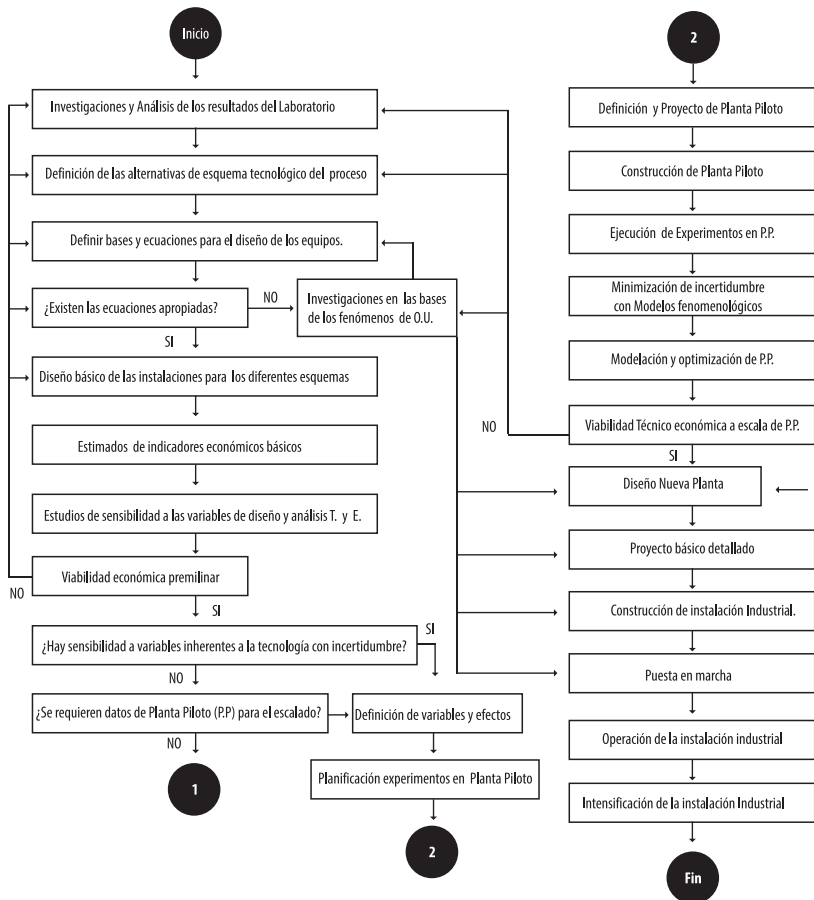 Inicio
Investigaciones y Análisis de los resultados del Laboratorio
Definición de las alternativas de esquema tecnológico del proceso
Definir bases y ecuaciones para el diseño de los equipos.
¿Existen las ecuaciones apropiadas?
NO
Investigaciones en las bases
de los fenómenos de O.U.
SI
Diseño básico de las instalaciones para los diferentes esquemas
Estimados de indicadores económicos básicos
Estudios de sensibilidad a las variables de diseño y análisis T. y E.
Viabilidad económica premilinar
NO
SI
¿Hay sensibilidad a variables inherentes a la tecnología con incertidumbre?
SI
NO
¿Se requieren datos de Planta Piloto (P.P) para el escalado?
Definición de variables y efectos
NO
1
Planificación experimentos en Planta Piloto
2
2
Definición y Proyecto de Planta Piloto
Construcción de Planta Piloto
Ejecución de Experimentos en P.P.
Minimización de incertidumbre
con Modelos fenomenológicos
Modelación y optimización de P.P.
NO
Viabilidad Técnico económica a escala de P.P.
SI
Diseño Nueva Planta
Proyecto básico detallado
Construcción de instalación Industrial.
Puesta en marcha
Operación de la instalación industrial
Intensificación de la instalación Industrial
Fin